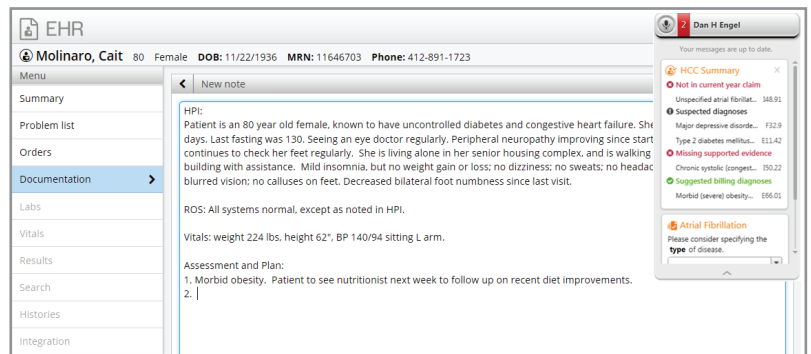 EHR
Molinaro, Cait 80 Female DOB: 11/22/1936 MRN: 11646703 Phone: 412-891-1723
Menu
Summary
Problem list
Orders
Documentation
Labs
Vitals
Results
Search
Histories
Integration
New note
HPI:
Patient is an 80 year old female, known to have uncontrolled diabetes and congestive heart failure. She
days. Last fasting was 130. Seeing an eye doctor regularly. Peripheral neuropathy improving since start
continues to check her feet regularly. She is living alone in her senior housing complex, and is walking
building with assistance. Mild insomnia, but no weight gain or loss; no dizziness; no sweats; no headac
blurred vision; no calluses on feet. Decreased bilateral foot numbness since last visit.
ROS: All systems normal, except as noted in HPI.
Vitals: weight 224 lbs, height 62", BP 140/94 sitting L arm.
Assessment and Plan:
1. Morbid obesity. Patient to see nutritionist next week to follow up on recent diet improvements.
2.
2 Dan H Engel
Your messages are up to date.
HCC Summary
Not in current year claim
Unspecified atrial fibrillat... I48.91
Suspected diagnoses
Major depressive disorde... F32.9
Type 2 diabetes mellitus... E11.42
Missing supported evidence
Chronic systolic (congest... I50.22
Suggested billing diagnoses
Morbid (severe) obesity... E66.01
Atrial Fibrillation
Please consider specifying the
type of disease.